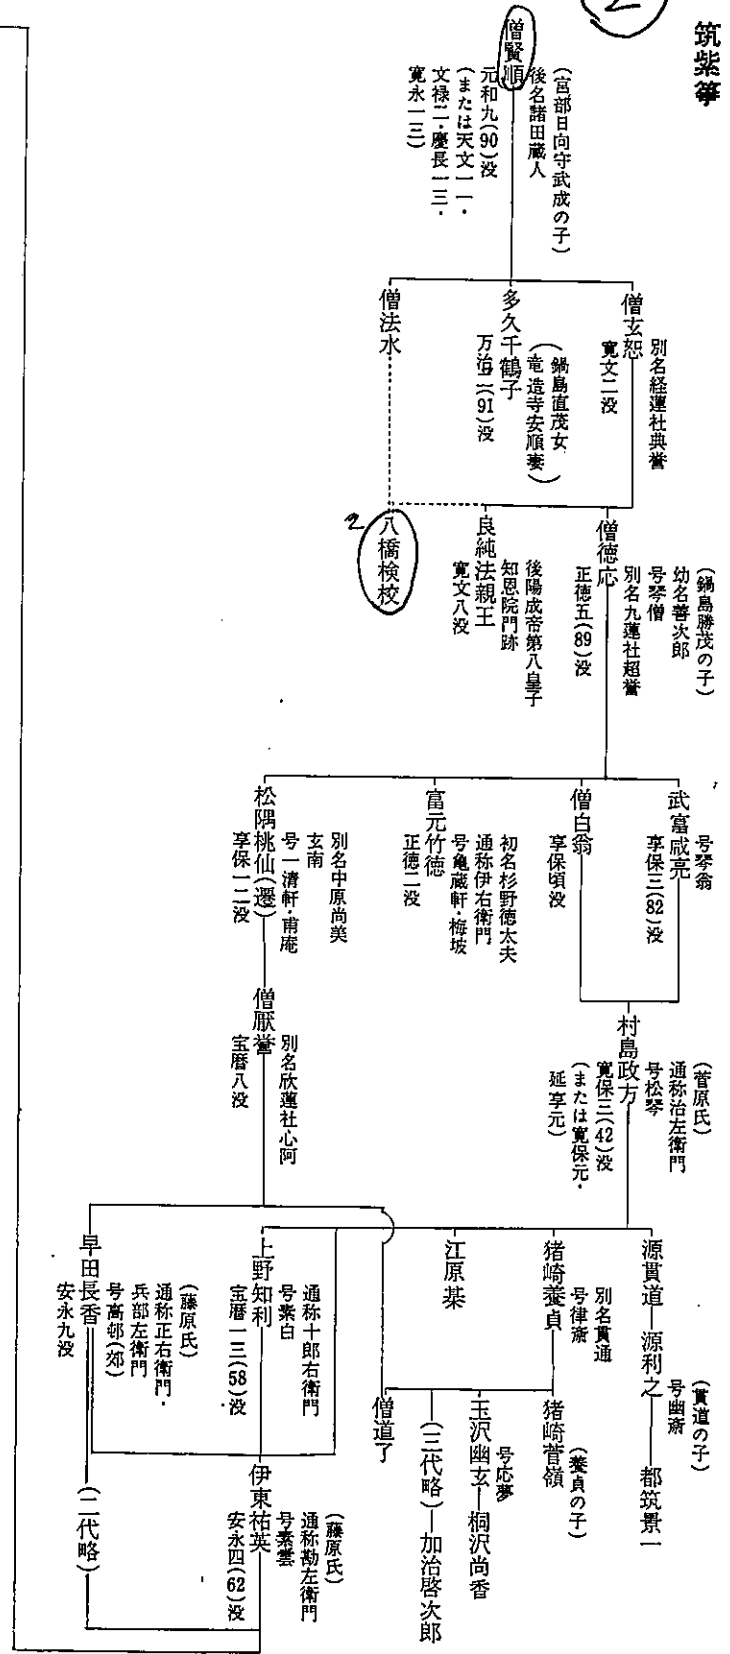 2
筑紫箏
僧賢順
(宮部日向守武成の子)
後名諸田蔵人
元和九(90)没
(または天文一一・
文禄二・慶長一三・
寛永一三)
僧玄恕
別名経蓮社典誉
寛文二没
多久千鶴子
(鍋島直茂女
竜造寺安順妻)
万治二(91)没
僧法水
僧徳応
(鍋島勝茂の子)
幼名善次郎
号琴僧
別名九蓮社超誉
正徳五(89)没
良純法親王
後陽成帝第八皇子
知恩院門跡
寛文八没
2
八橋検校
武富咸亮
号琴翁
享保三(82)没
僧白翁
享保頃没
富元竹徳
初名杉野徳太夫
通称伊右衛門
号亀蔵軒・梅坡
正徳二没
松隈桃仙(遷)
別名中原尚美
玄南
号一清軒・甫庵
享保一二没
村島政方
(菅原氏)
通称治左衛門
号松琴
寛保三(42)没
(または寛保元・
延享元)
僧厭誉
別名欣蓮社心阿
宝暦八没
源貫道
源利之
(貫道の子)
号幽斎
都筑景一
猪崎養貞
別名貫通
号律斎
猪崎菅嶺
(養貞の子)
玉沢幽玄
号応夢
桐沢尚香
(三代略)
加治啓次郎
僧道了
江原棊
上野知利
通称十郎右衛門
号素白
宝暦一三(58)没
早田長香
(藤原氏)
通称正右衛門・
兵部左衛門
号高邨(郊)
安永九没
伊東祐英
(藤原氏)
通称勘左衛門
号素雲
安永四(62)没
(二代略)